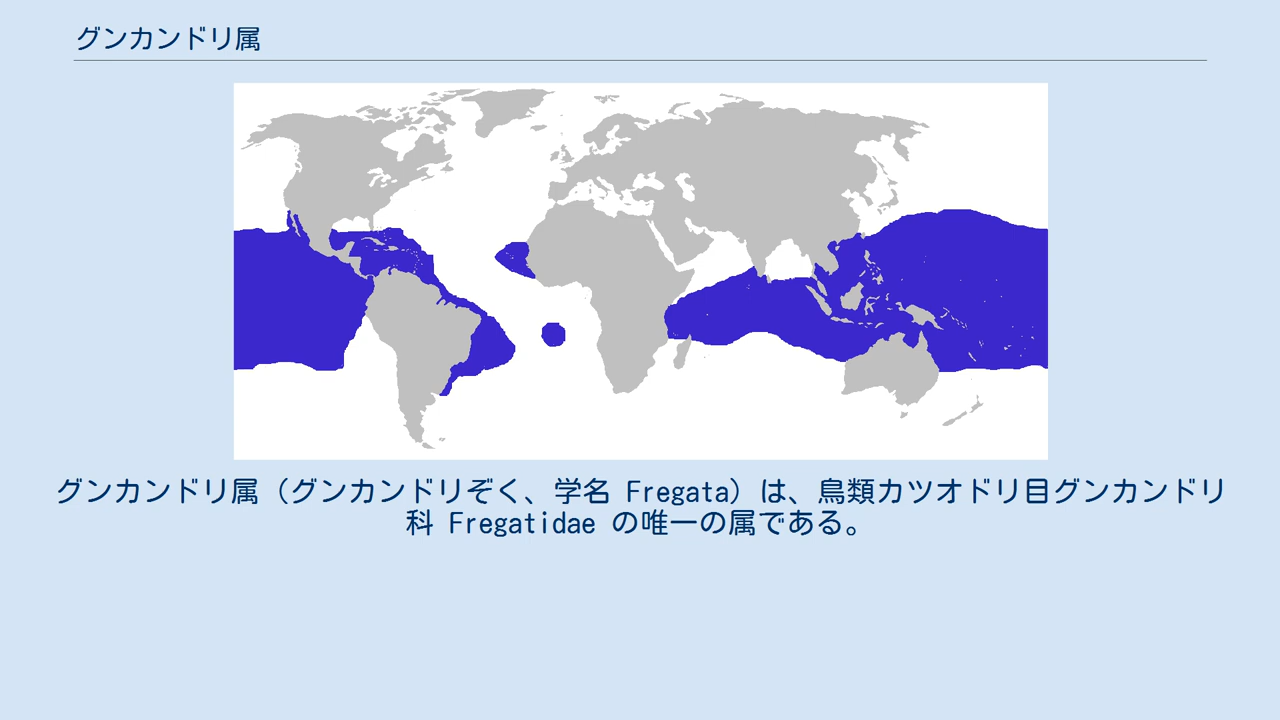 グンカンドリ属
グンカンドリ属（グンカンドリぞく、学名 Fregata）は、鳥類カツオドリ目グンカンドリ
科 Fregatidae の唯一の属である。